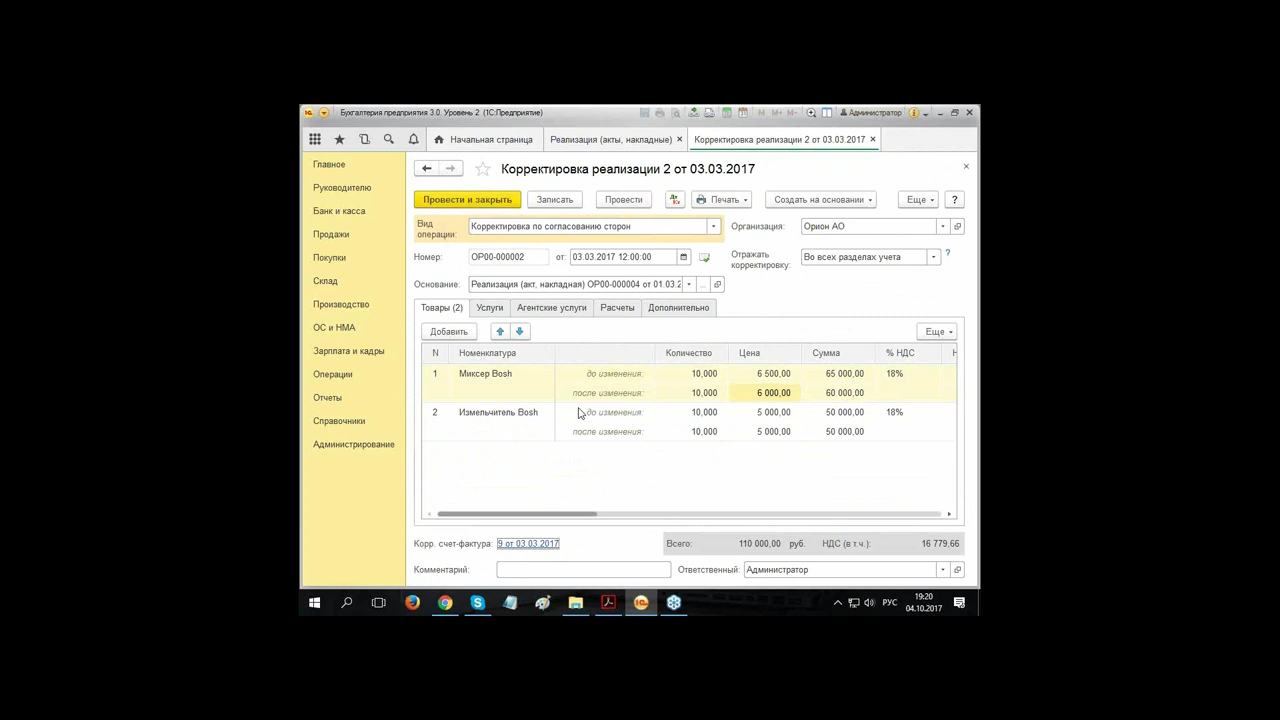 Бухгалтерия предприятия 3.0. Уровень 2 (1С:Предприятие)
M M+ M-
Администратор
Начальная страница
Реализация (акты, накладные)
Корректировка реализации 2 от 03.03.2017
Главное
Руководителю
Банк и касса
Продажи
Покупки
Склад
Производство
ОС и НМА
Зарплата и кадры
Операции
Отчеты
Справочники
Администрирование
Корректировка реализации 2 от 03.03.2017
Провести и закрыть
Записать
Провести
Печать
Создать на основании
Еще
?
Вид операции:
Корректировка по согласованию сторон
Организация:
Орион АО
Номер:
ОР00-000002
от:
03.03.2017 12:00:00
Отражать корректировку:
Во всех разделах учета
?
Основание:
Реализация (акт, накладная) ОР00-000004 от 01.03.2
...
Товары (2)
Услуги
Агентские услуги
Расчеты
Дополнительно
Добавить
Еще
N Номенклатура Количество Цена Сумма % НДС
1 Миксер Bosh до изменения: 10,000 6 500,00 65 000,00 18%
после изменения: 10,000 6 000,00 60 000,00
2 Измельчитель Bosh до изменения: 10,000 5 000,00 50 000,00 18%
после изменения: 10,000 5 000,00 50 000,00
Корр. счет-фактура:
9 от 03.03.2017
Всего: 110 000,00 руб. НДС (в т.ч.): 16 779,66
Комментарий:
Ответственный:
Администратор
РУС
19:20
04.10.2017